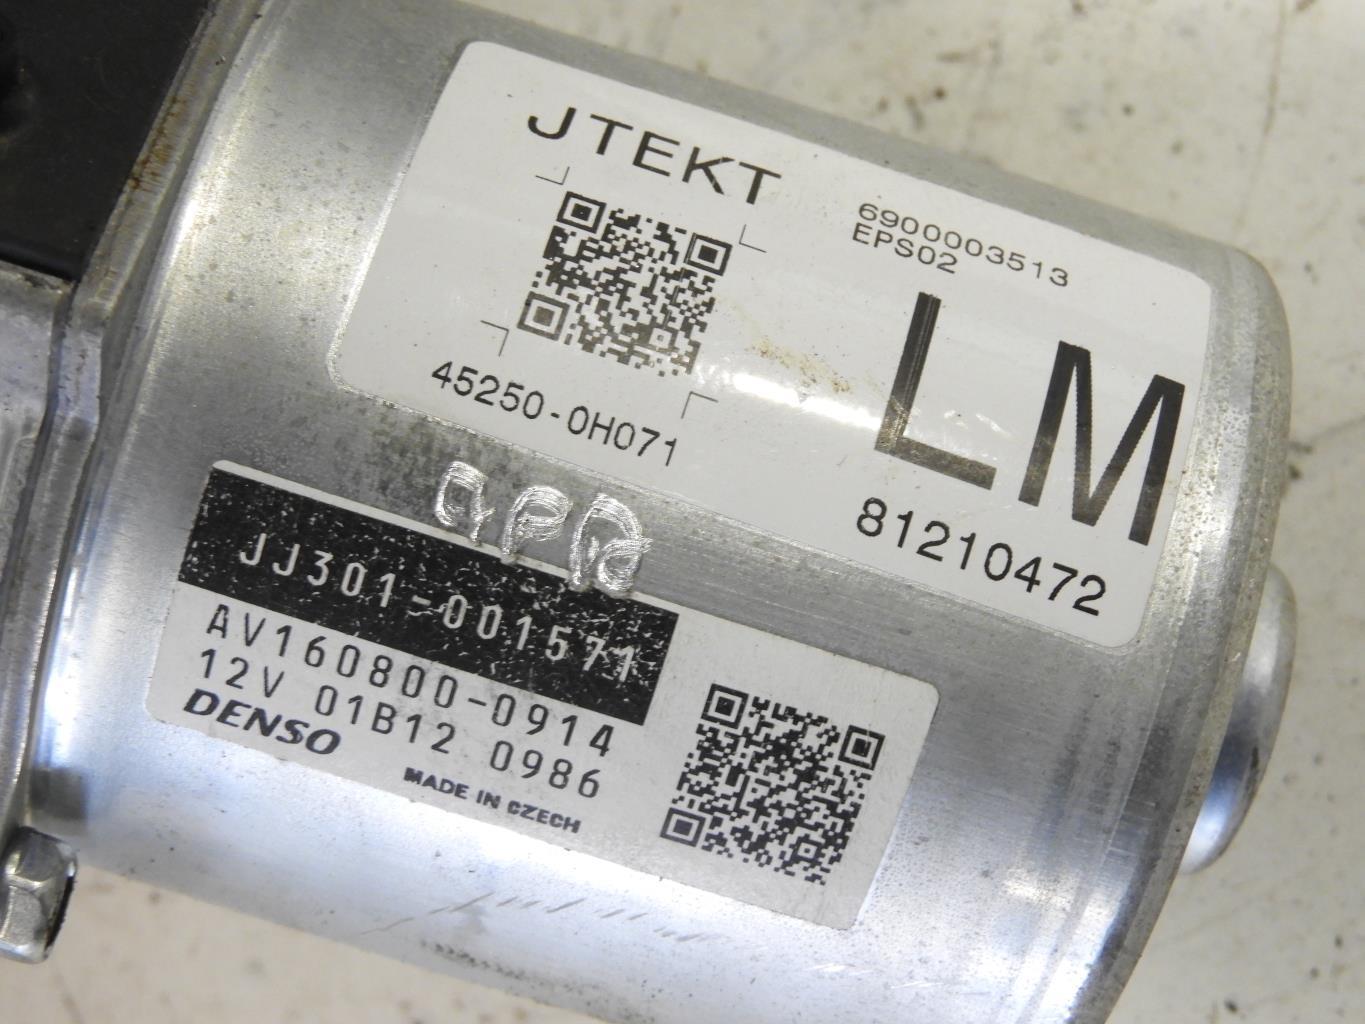 JTEKT
6900003513
EPS02
LM
45250-0H071
81210472
JJ301-001571
AV160800-0914
12V 01B12 0986
DENSO
MADE IN CZECH